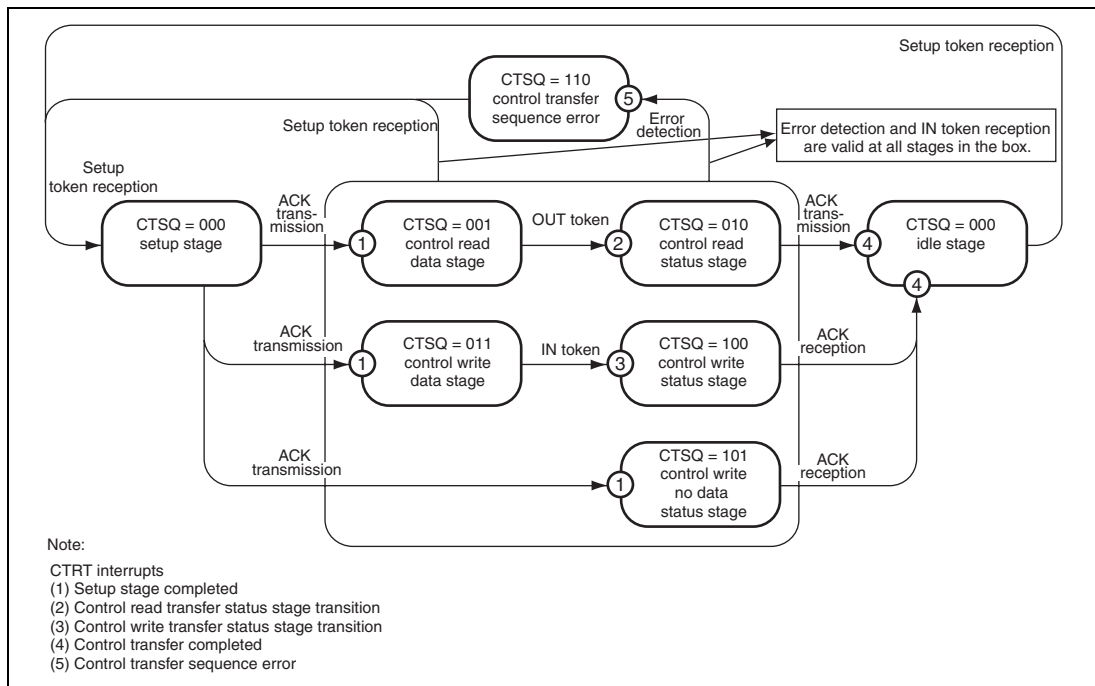 Setup token reception
CTSQ = 110
control transfer
sequence error
5
Error
detection
Setup token reception
Error detection and IN token reception
are valid at all stages in the box.
Setup
token reception
CTSQ = 000
setup stage
ACK
trans-
mission
1
CTSQ = 001
control read
data stage
OUT token
2
CTSQ = 010
control read
status stage
ACK
trans-
mission
4
CTSQ = 000
idle stage
4
ACK
transmission
1
CTSQ = 011
control write
data stage
IN token
3
CTSQ = 100
control write
status stage
ACK
reception
ACK
transmission
1
CTSQ = 101
control write
no data
status stage
ACK
reception
Note:
CTRT interrupts
(1) Setup stage completed
(2) Control read transfer status stage transition
(3) Control write transfer status stage transition
(4) Control transfer completed
(5) Control transfer sequence error